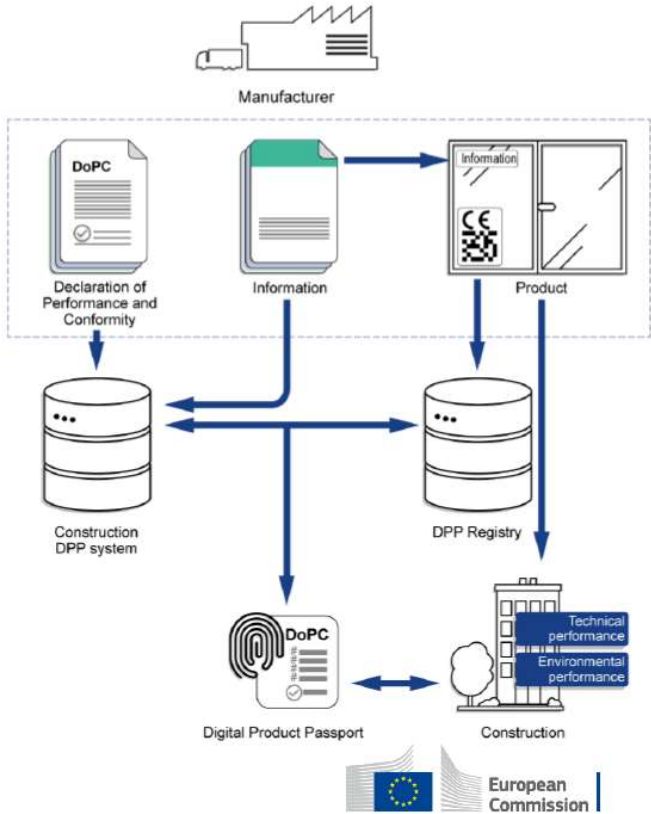 Manufacturer
DoPC
Information
Declaration of
Performance and
Conformity
Information
Product
CE
Construction
DPP system
DPP Registry
DoPC
Technical
performance
Environmental
performance
Digital Product Passport
Construction
European
Commission